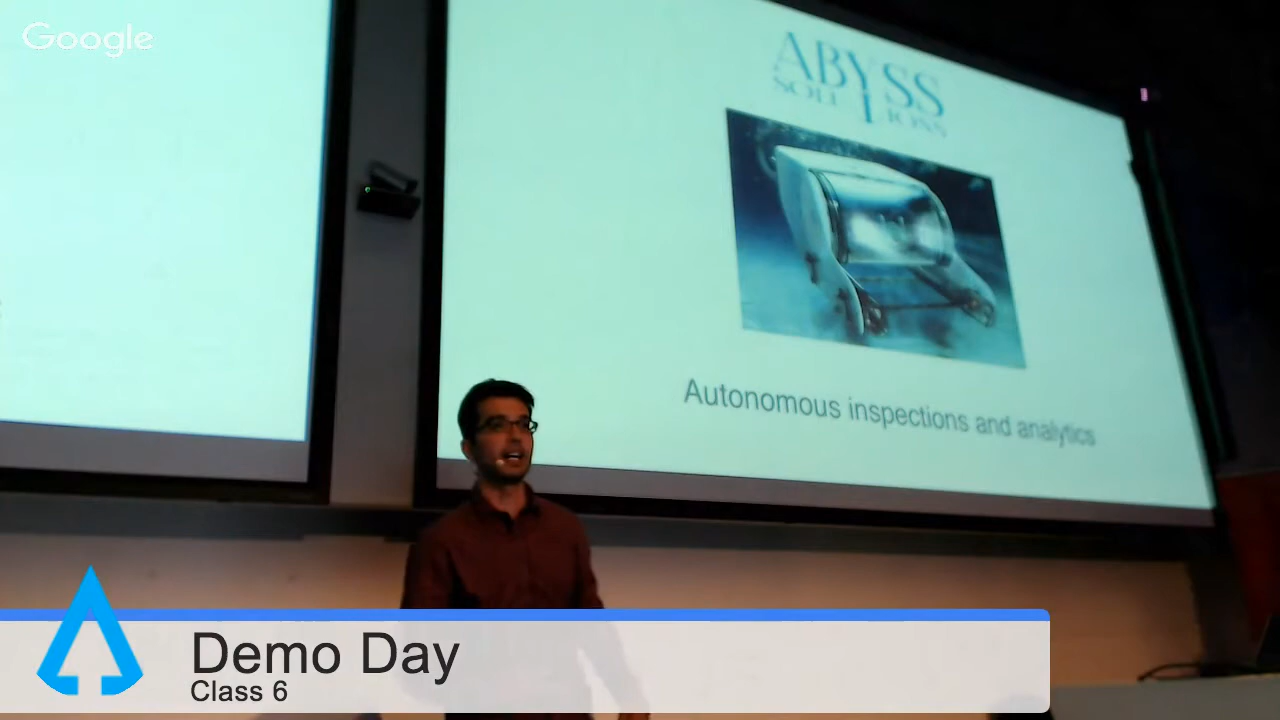 Google
ABYSS
SOLUTIONS
Autonomous inspections and analytics
Demo Day
Class 6